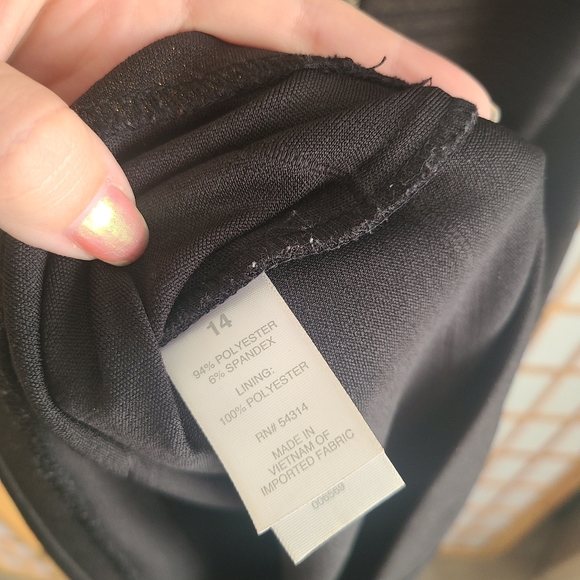 14
94% POLYESTER
6% SPANDEX
LINING:
100% POLYESTER
RN# 54314
MADE IN
VIETNAM OF
IMPORTED FABRIC
006569